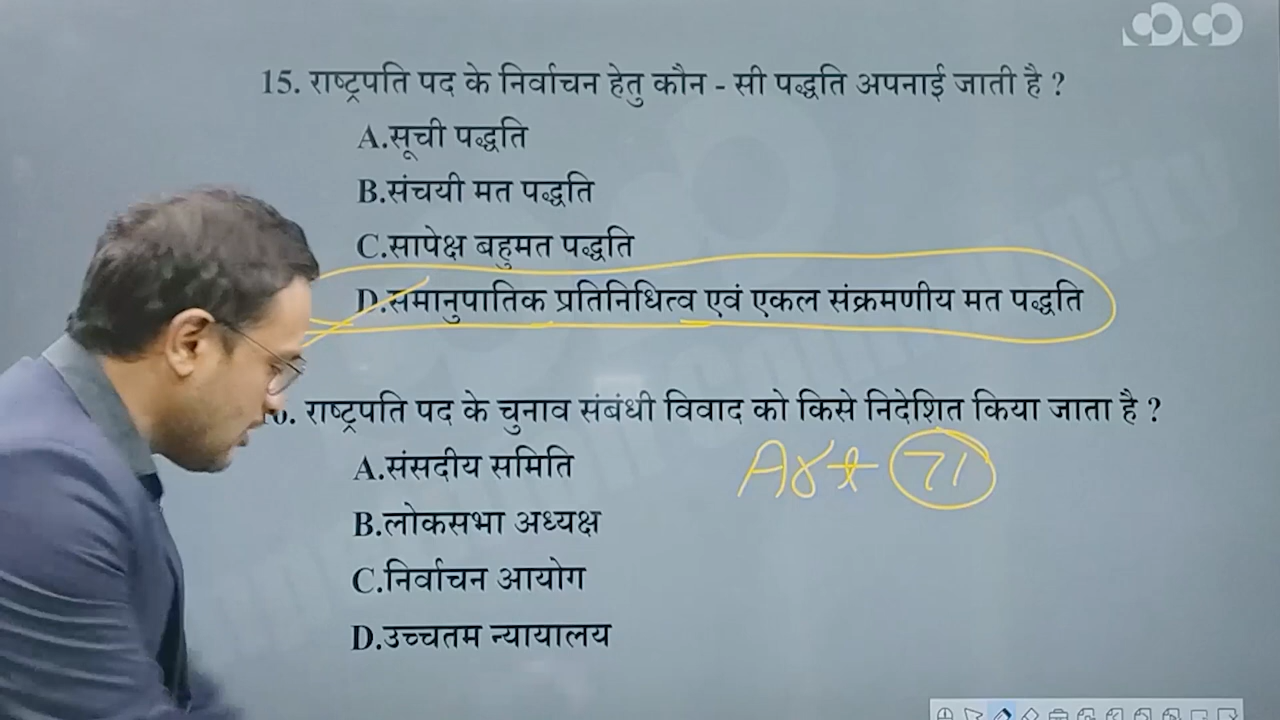 15. राष्ट्रपति पद के निर्वाचन हेतु कौन - सी पद्धति अपनाई जाती है ?
A.सूची पद्धति
B.संचयी मत पद्धति
C.सापेक्ष बहुमत पद्धति
D.समानुपातिक प्रतिनिधित्व एवं एकल संक्रमणीय मत पद्धति
राष्ट्रपति पद के चुनाव संबंधी विवाद को किसे निदेशित किया जाता है ?
Art 71
A.संसदीय समिति
B.लोकसभा अध्यक्ष
C.निर्वाचन आयोग
D.उच्चतम न्यायालय